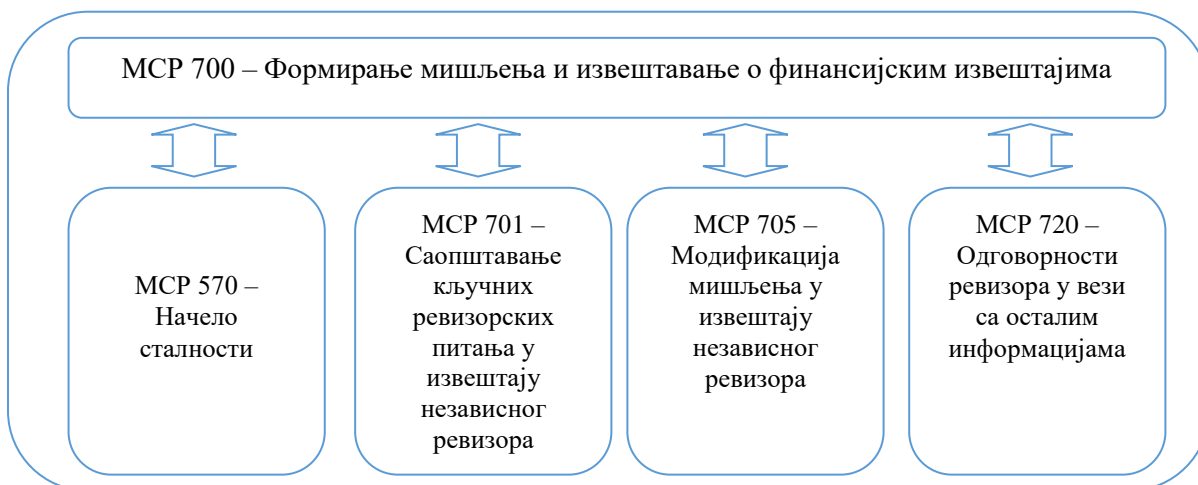 МСР 700 – Формирање мишљења и извештавање о финансијским извештајима
МСР 570 –
Начело
сталности
МСР 701 –
Саопштавање
кључних
ревизорских
питања у
извештају
независног
ревизора
МСР 705 –
Модификација
мишљења у
извештају
независног
ревизора
МСР 720 –
Одговорности
ревизора у вези
са осталим
информацијама